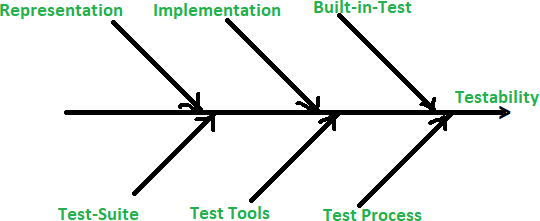 Representation
Implementation
Built-in-Test
Testability
Test-Suite
Test Tools
Test Process